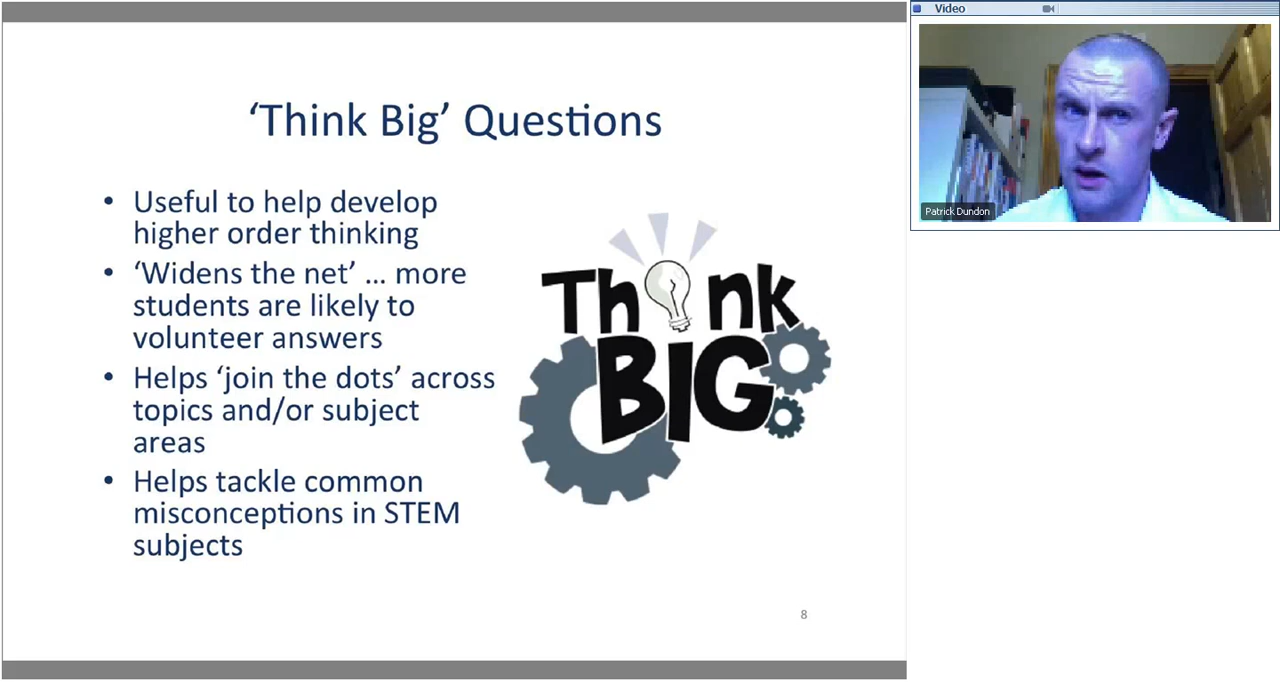 Video
Patrick Dundon
‘Think Big’ Questions
• Useful to help develop
higher order thinking
• ‘Widens the net’ ... more
students are likely to
volunteer answers
• Helps ‘join the dots’ across
topics and/or subject
areas
• Helps tackle common
misconceptions in STEM
subjects
Think
BIG
8